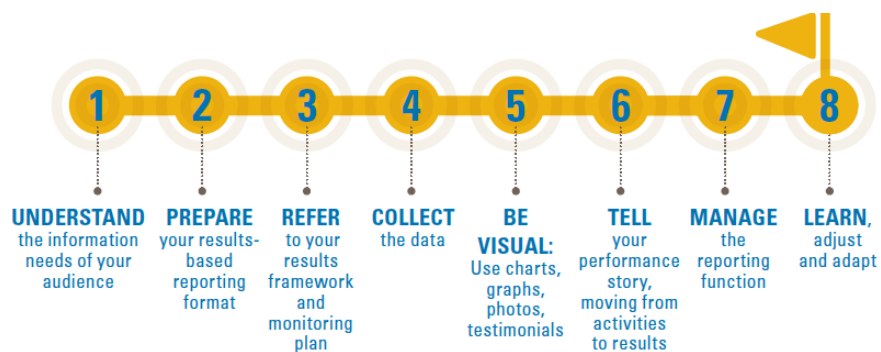 1 2 3 4 5 6 7 8
UNDERSTAND
the information
needs of your
audience
PREPARE
your results-
based
reporting
format
REFER
to your
results
framework
and
monitoring
plan
COLLECT
the data
BE
VISUAL:
Use charts,
graphs,
photos,
testimonials
TELL
your
performance
story,
moving from
activities
to results
MANAGE
the
reporting
function
LEARN,
adjust
and adapt